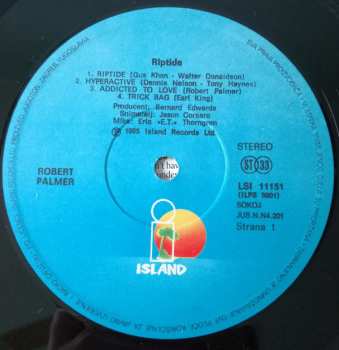 Riptide
1. RIPTIDE (Gus Khan - Walter Donaldson)
2. HYPERACTIVE (Dennis Nelson - Tony Haynes)
3. ADDICTED TO LOVE (Robert Palmer)
4. TRICK BAG (Earl King)
Producent: Bernard Edwards
Snimatelj: Jason Corsaro
Miks: Eric »E.T.« Thorngren
℗ 1985 Island Records Ltd.
ROBERT
PALMER
STEREO
ST 33
LSI 11151
(ILPS 9801)
SOKOJ
JUS.N.N4.201
Strana 1
ISLAND